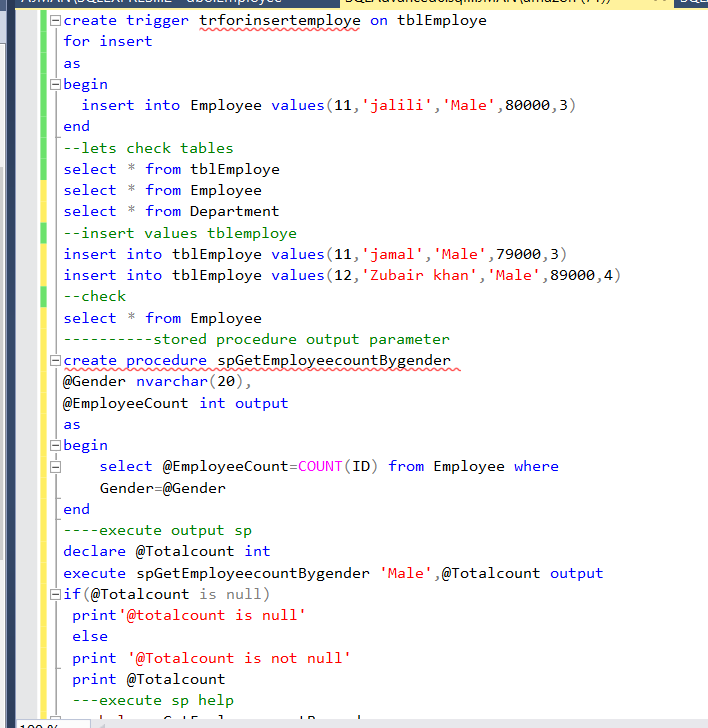 create trigger trforinsertemploye on tblEmploye
for insert
as
begin
insert into Employee values(11,'jalili','Male',80000,3)
end
--lets check tables
select * from tblEmploye
select * from Employee
select * from Department
--insert values tblemploye
insert into tblEmploye values(11,'jamal','Male',79000,3)
insert into tblEmploye values(12,'Zubair khan','Male',89000,4)
--check
select * from Employee
----------stored procedure output parameter
create procedure spGetEmployeecountBygender
@Gender nvarchar(20),
@EmployeeCount int output
as
begin
select @EmployeeCount=COUNT(ID) from Employee where
Gender=@Gender
end
----execute output sp
declare @Totalcount int
execute spGetEmployeecountBygender 'Male',@Totalcount output
if(@Totalcount is null)
print'@totalcount is null'
else
print '@Totalcount is not null'
print @Totalcount
---execute sp help